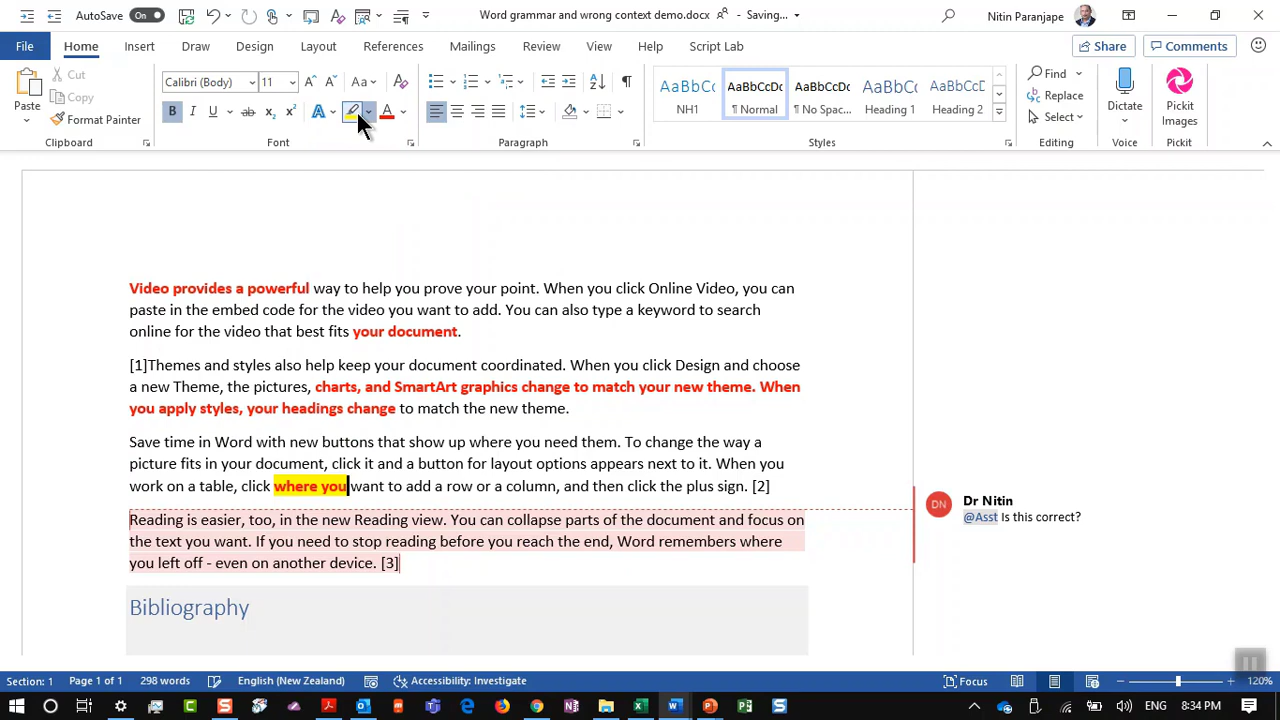 AutoSave On Word grammar and wrong context demo.docx - Saving... Nitin Paranjape
File Home Insert Draw Design Layout References Mailings Review View Help Script Lab Share Comments
Paste Cut
Copy
Format Painter
Calibri (Body) 11 Aa
B I U ab x₂ x² A A
AaBbC AaBbCcDc AaBbCcDc AaBbC AaBbCcD
NH1 ¶ Normal ¶ No Spac... Heading 1 Heading 2
Find
Replace
Select
Dictate
Pickit Images
Clipboard Font Paragraph Styles Editing Voice Pickit
Video provides a powerful way to help you prove your point. When you click Online Video, you can
paste in the embed code for the video you want to add. You can also type a keyword to search
online for the video that best fits your document.
[1]Themes and styles also help keep your document coordinated. When you click Design and choose
a new Theme, the pictures, charts, and SmartArt graphics change to match your new theme. When
you apply styles, your headings change to match the new theme.
Save time in Word with new buttons that show up where you need them. To change the way a
picture fits in your document, click it and a button for layout options appears next to it. When you
work on a table, click where you want to add a row or a column, and then click the plus sign. [2]
DN Dr Nitin
@Asst Is this correct?
Reading is easier, too, in the new Reading view. You can collapse parts of the document and focus on
the text you want. If you need to stop reading before you reach the end, Word remembers where
you left off - even on another device. [3]
Bibliography
Section: 1 Page 1 of 1 298 words English (New Zealand) Accessibility: Investigate Focus 120%
ENG 8:34 PM